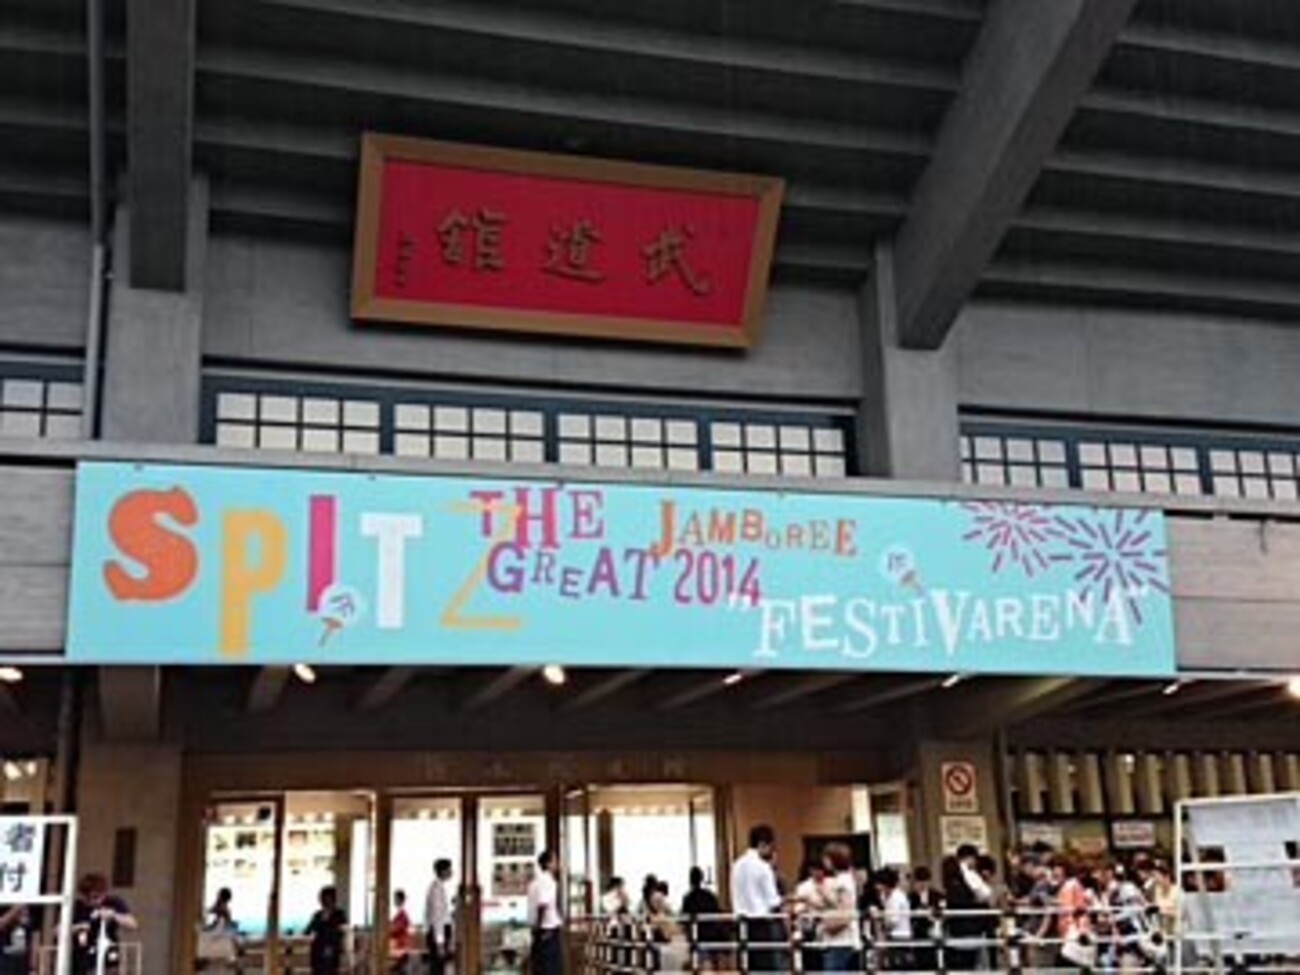 館道武
SPITZ
THE JAMBOREE
GREAT 2014
"FESTIVARENA"
者
付